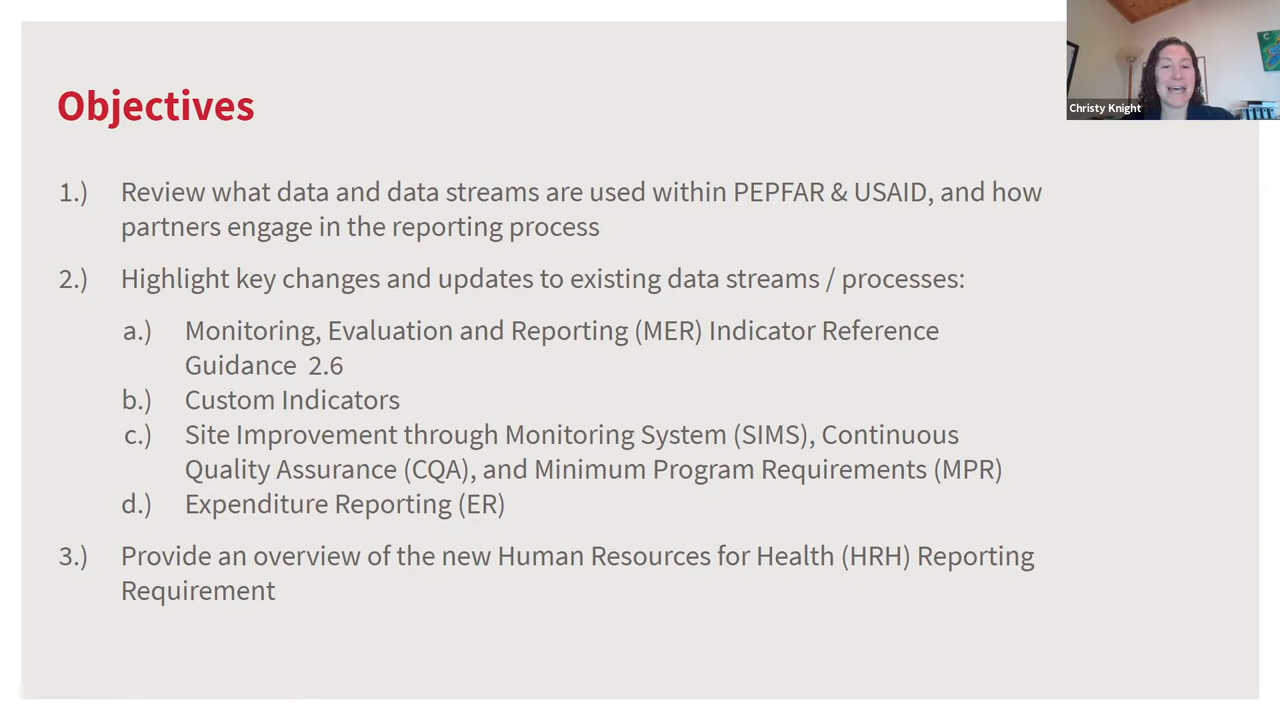 Christy Knight
Objectives
1.) Review what data and data streams are used within PEPFAR & USAID, and how
partners engage in the reporting process
2.) Highlight key changes and updates to existing data streams / processes:
a.) Monitoring, Evaluation and Reporting (MER) Indicator Reference
Guidance 2.6
b.) Custom Indicators
c.) Site Improvement through Monitoring System (SIMS), Continuous
Quality Assurance (CQA), and Minimum Program Requirements (MPR)
d.) Expenditure Reporting (ER)
3.) Provide an overview of the new Human Resources for Health (HRH) Reporting
Requirement